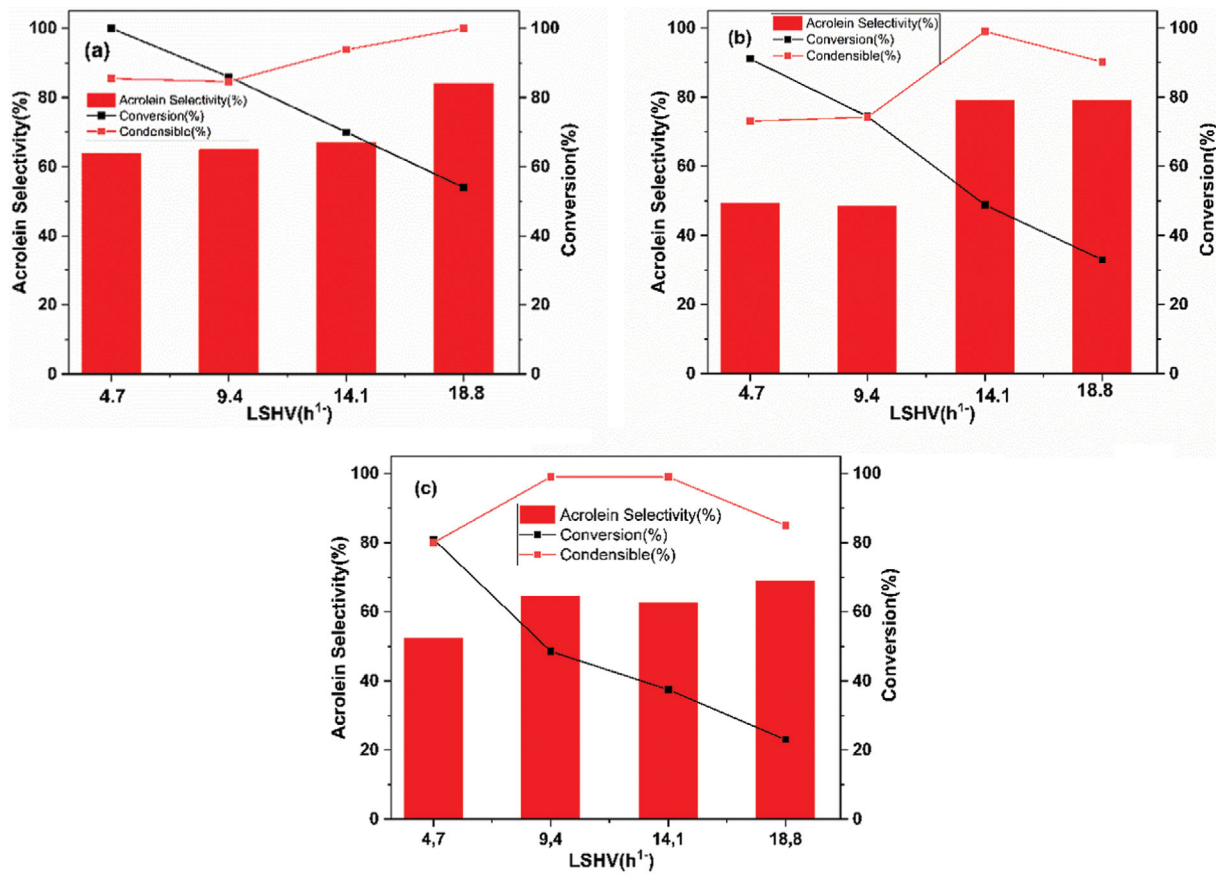 (a)
Acrolein Selectivity(%)
Conversion(%)
Condensible(%)
100
80
60
40
20
0
100
80
60
40
20
0
4.7 9.4 14.1 18.8
LSHV(h¹⁻)
Acrolein Selectivity(%)
Conversion(%)
(b)
Acrolein Selectivity(%)
Conversion(%)
Condensible(%)
100
80
60
40
20
0
100
80
60
40
20
0
4.7 9.4 14.1 18.8
LSHV(h¹⁻)
Acrolein Selectivity(%)
Conversion(%)
(c)
Acrolein Selectivity(%)
Conversion(%)
Condensible(%)
100
80
60
40
20
0
100
80
60
40
20
0
4,7 9,4 14,1 18,8
LSHV(h¹⁻)
Acrolein Selectivity(%)
Conversion(%)